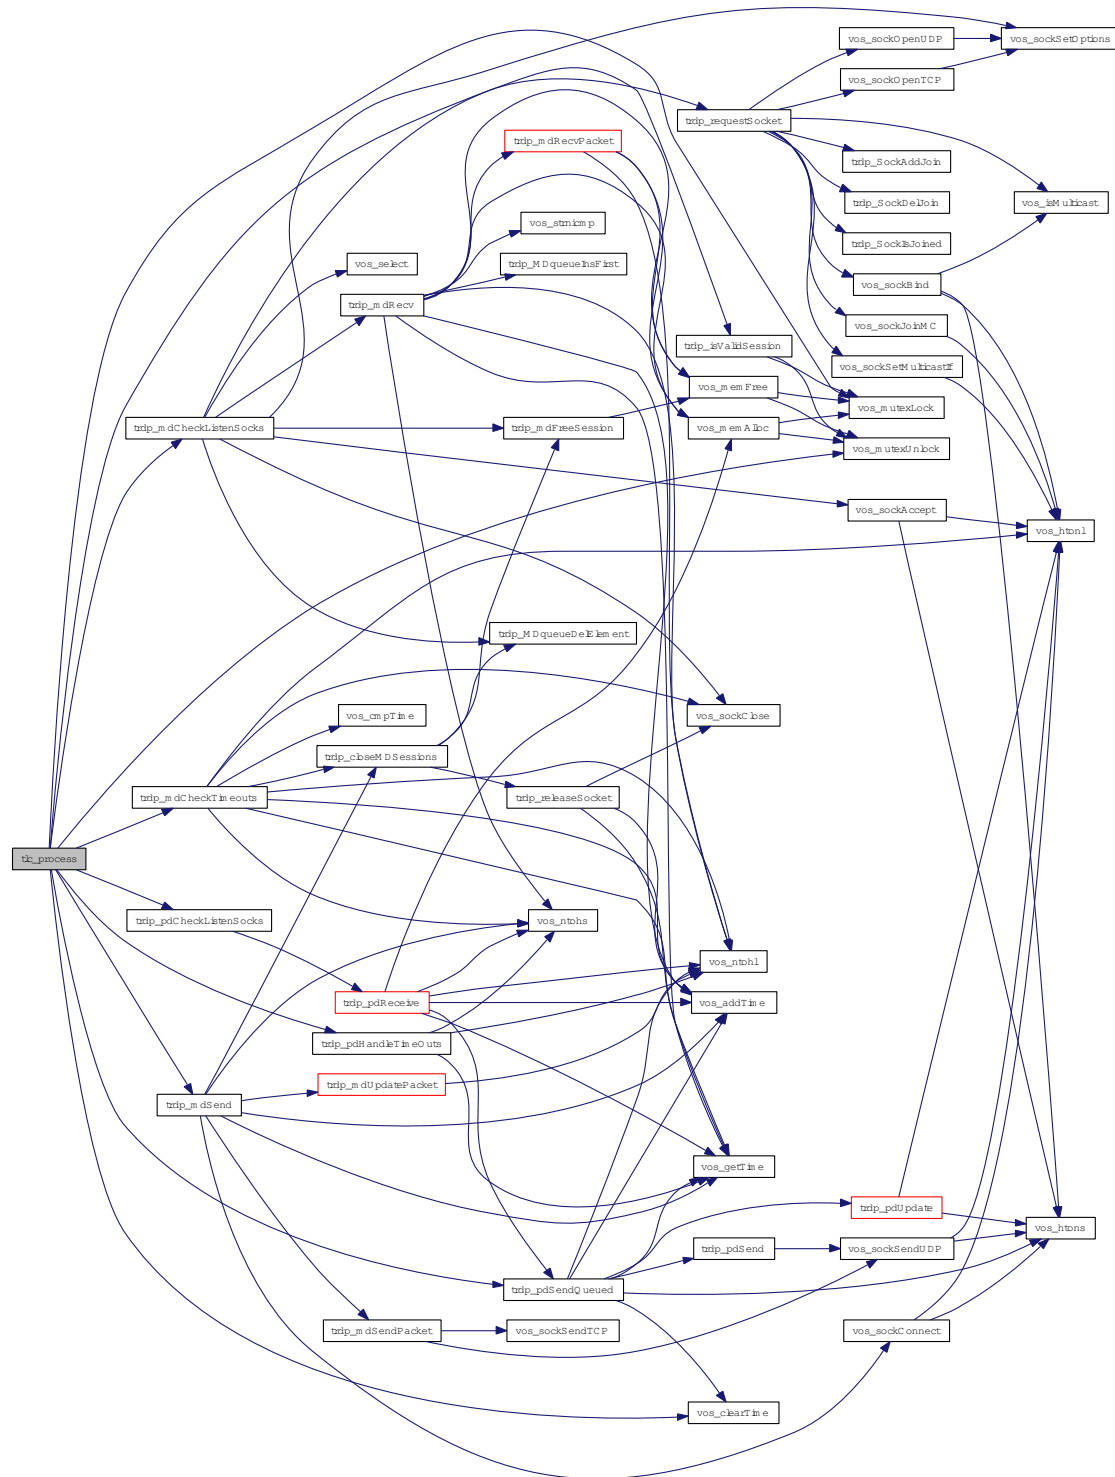 vos_sockOpenUDP
vos_sockSetOptions
vos_sockOpenTCP
trdp_requestSocket
trdp_mdRecvPacket
trdp_SockAddJoin
trdp_SockDelJoin
vos_isMulticast
vos_strnicmp
trdp_SockIsJoined
vos_select
trdp_MDqueueInsFirst
vos_sockBind
trdp_mdRecv
vos_sockJoinMC
trdp_isValidSession
vos_sockSetMulticastIf
vos_memFree
vos_mutexLock
trdp_mdCheckListenSocks
trdp_mdFreeSession
vos_memAlloc
vos_mutexUnlock
vos_sockAccept
vos_htonl
trdp_MDqueueDelElement
vos_cmpTime
vos_sockClose
trdp_closeMDSessions
trdp_mdCheckTimeouts
trdp_releaseSocket
tlc_process
trdp_pdCheckListenSocks
vos_ntohs
vos_ntohl
trdp_pdReceive
vos_addTime
trdp_pdHandleTimeOuts
trdp_mdUpdatePacket
trdp_mdSend
vos_getTime
trdp_pdUpdate
vos_htons
trdp_pdSend
vos_sockSendUDP
trdp_pdSendQueued
trdp_mdSendPacket
vos_sockSendTCP
vos_sockConnect
vos_clearTime